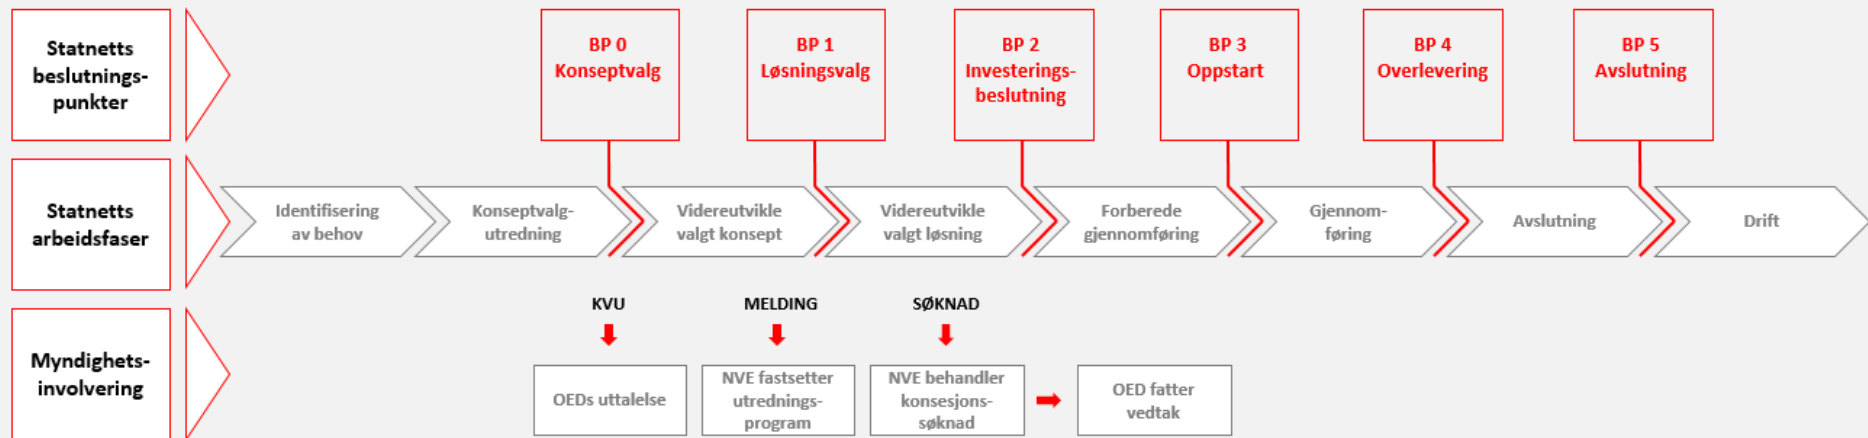 Statnetts
beslutnings-
punkter
BP 0
Konseptvalg
BP 1
Løsningsvalg
BP 2
Investerings-
beslutning
BP 3
Oppstart
BP 4
Overlevering
BP 5
Avslutning
Statnetts
arbeidsfaser
Identifisering
av behov
Konseptvalg-
utredning
Videreutvikle
valgt konsept
Videreutvikle
valgt løsning
Forberede
gjennomføring
Gjennom-
føring
Avslutning
Drift
Myndighets-
involvering
KVU
MELDING
SØKNAD
OEDs uttalelse
NVE fastsetter
utrednings-
program
NVE behandler
konsesjons-
søknad
OED fatter
vedtak